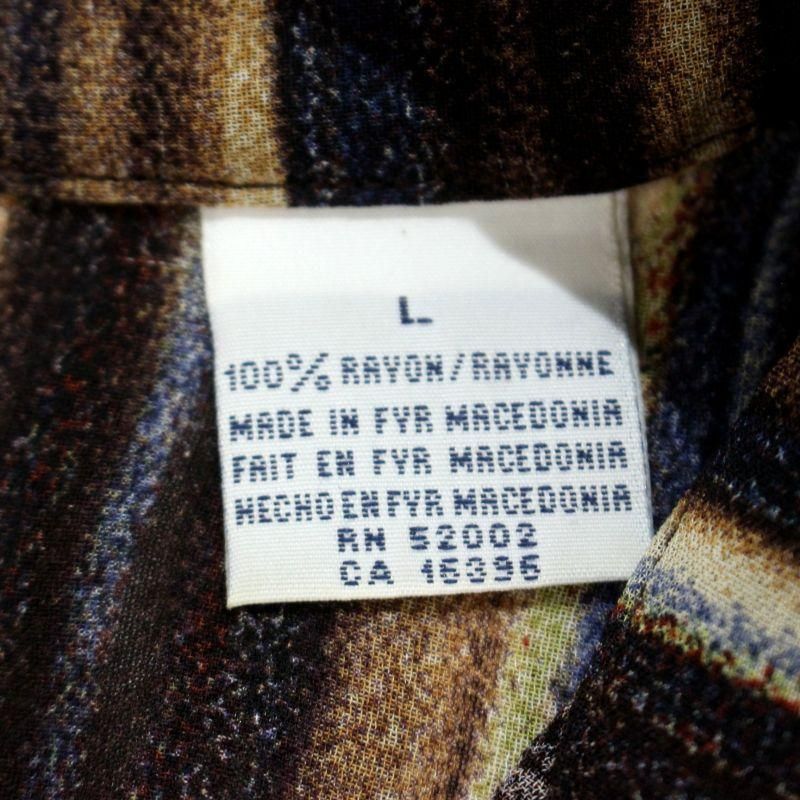 L
100% RAYON/RAYONNE
MADE IN FYR MACEDONIA
FAIT EN FYR MACEDONIA
HECHO EN FYR MACEDONIA
RN 52002
CA 16395